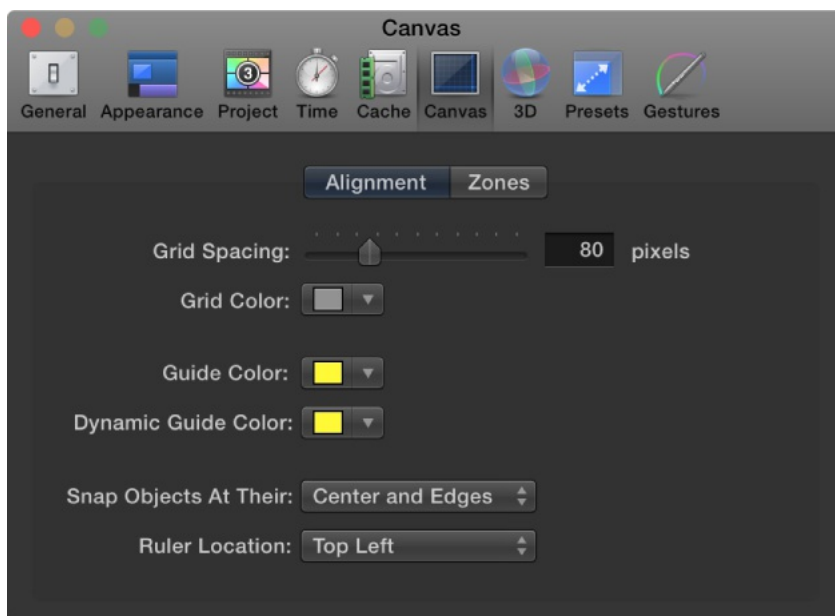 Canvas
3
General Appearance Project Time Cache Canvas 3D Presets Gestures
Alignment Zones
Grid Spacing: 80 pixels
Grid Color:
Guide Color:
Dynamic Guide Color:
Snap Objects At Their: Center and Edges
Ruler Location: Top Left